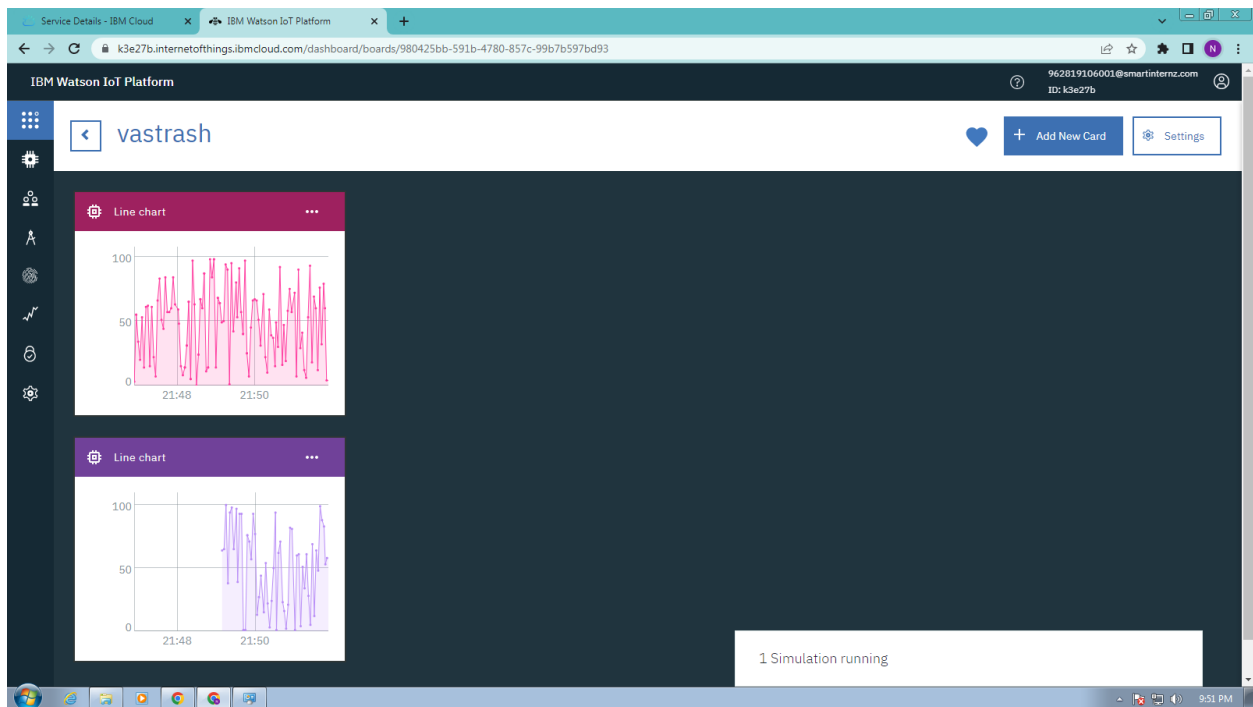 Service Details - IBM Cloud
IBM Watson IoT Platform
k3e27b.internetofthings.ibmcloud.com/dashboard/boards/980425bb-591b-4780-857c-99b7b597bd93
N
IBM Watson IoT Platform
962819106001@smartinternz.com
ID: k3e27b
vastrash
Add New Card
Settings
Line chart
100
50
0
21:48 21:50
Line chart
100
50
0
21:48 21:50
1 Simulation running
9:51 PM